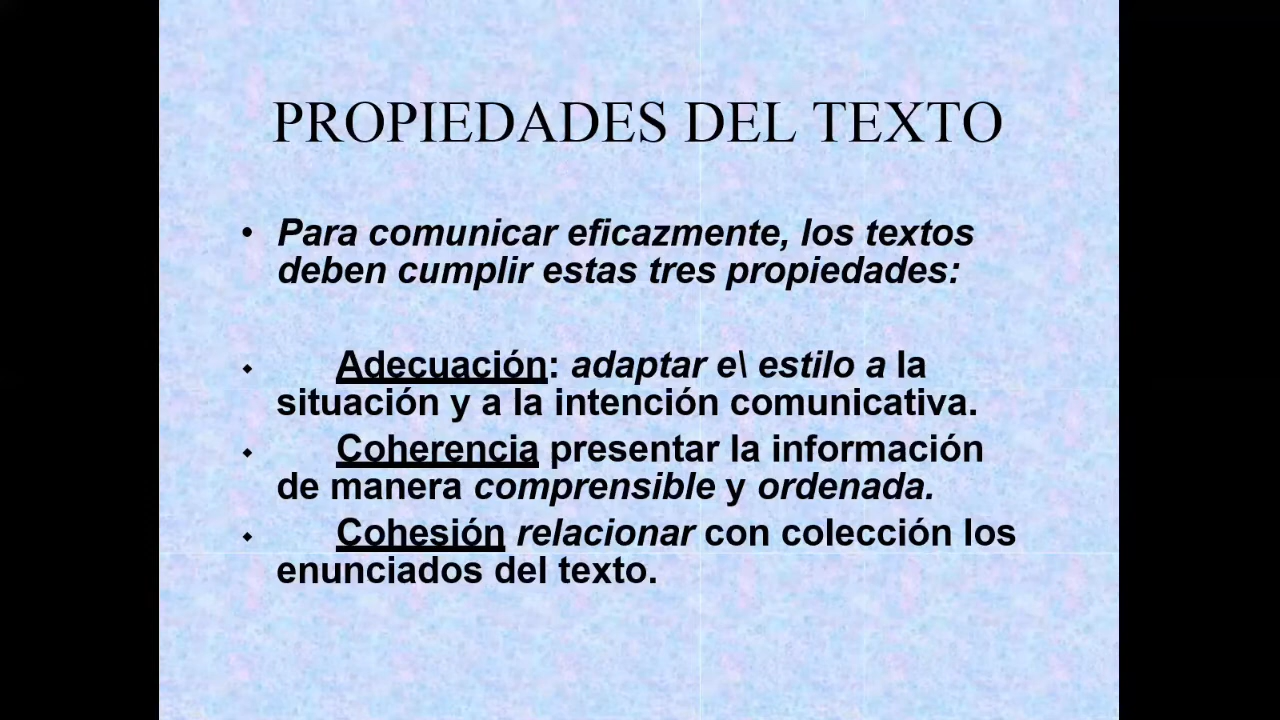 PROPIEDADES DEL TEXTO
• Para comunicar eficazmente, los textos
deben cumplir estas tres propiedades:
⬥ Adecuación: adaptar e\ estilo a la
situación y a la intención comunicativa.
⬥ Coherencia presentar la información
de manera comprensible y ordenada.
⬥ Cohesión relacionar con colección los
enunciados del texto.